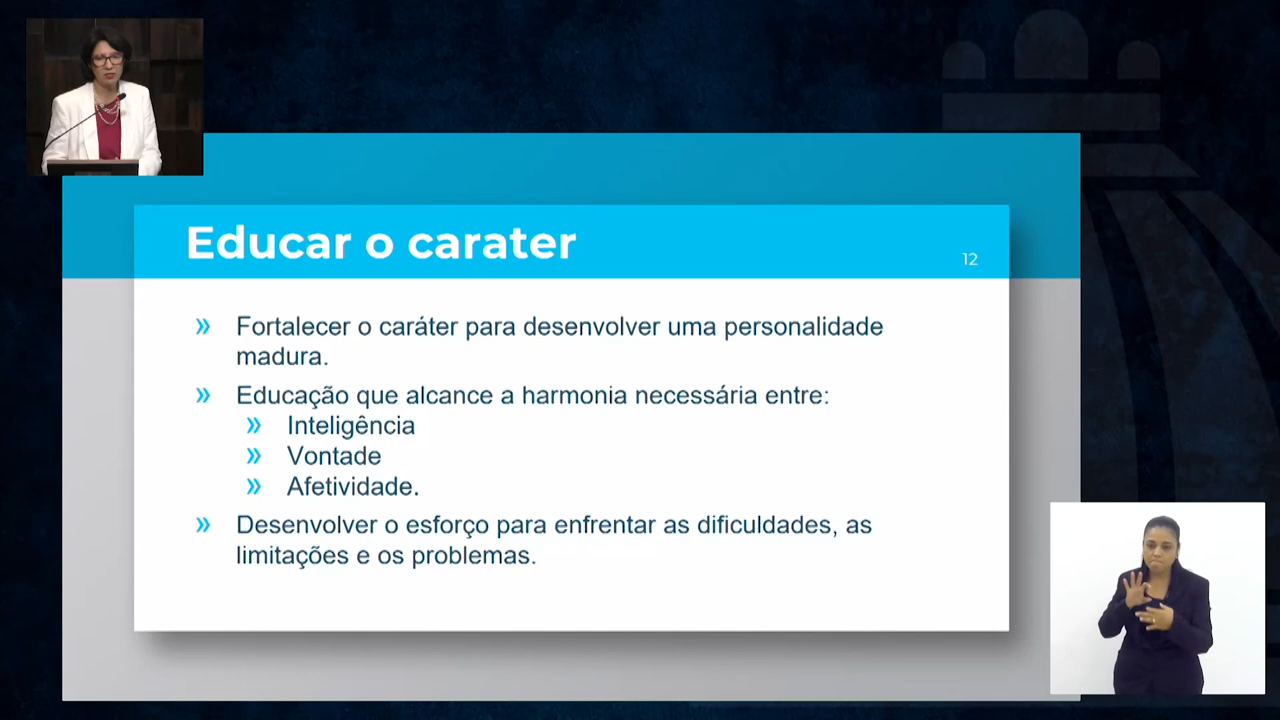 Educar o carater
12
» Fortalecer o caráter para desenvolver uma personalidade
madura.
» Educação que alcance a harmonia necessária entre:
» Inteligência
» Vontade
» Afetividade.
» Desenvolver o esforço para enfrentar as dificuldades, as
limitações e os problemas.